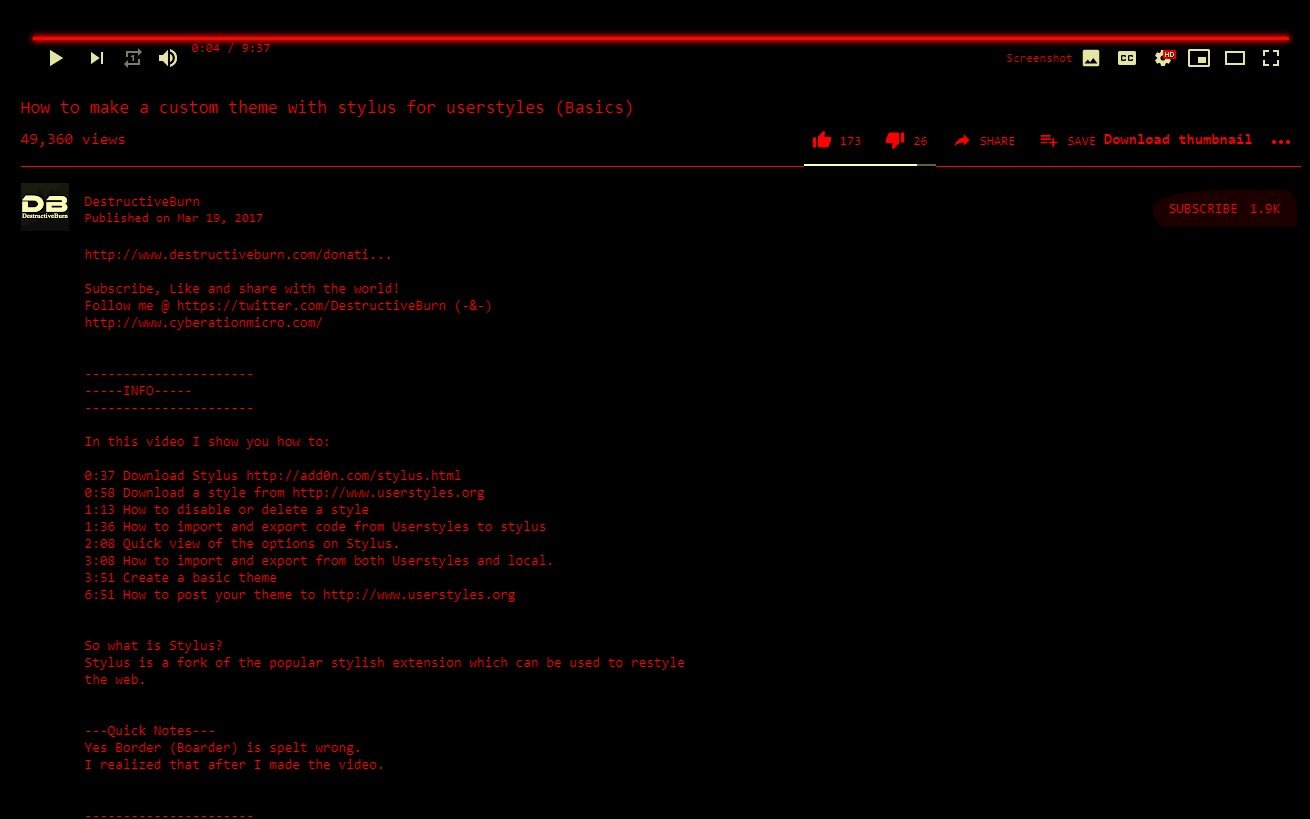 0:04 / 9:37
Screenshot
CC
HD
How to make a custom theme with stylus for userstyles (Basics)
49,360 views
173
26
SHARE
SAVE
Download thumbnail
DB
DestructiveBurn
DestructiveBurn
Published on Mar 19, 2017
SUBSCRIBE 1.9K
http://www.destructiveburn.com/donati...
Subscribe, Like and share with the world!
Follow me @ https://twitter.com/DestructiveBurn (-&-)
http://www.cyberationmicro.com/
----------------------
-----INFO-----
----------------------
In this video I show you how to:
0:37 Download Stylus http://add0n.com/stylus.html
0:58 Download a style from http://www.userstyles.org
1:13 How to disable or delete a style
1:36 How to import and export code from Userstyles to stylus
2:08 Quick view of the options on Stylus.
3:08 How to import and export from both Userstyles and local.
3:51 Create a basic theme
6:51 How to post your theme to http://www.userstyles.org
So what is Stylus?
Stylus is a fork of the popular stylish extension which can be used to restyle
the web.
---Quick Notes---
Yes Border (Boarder) is spelt wrong.
I realized that after I made the video.
----------------------